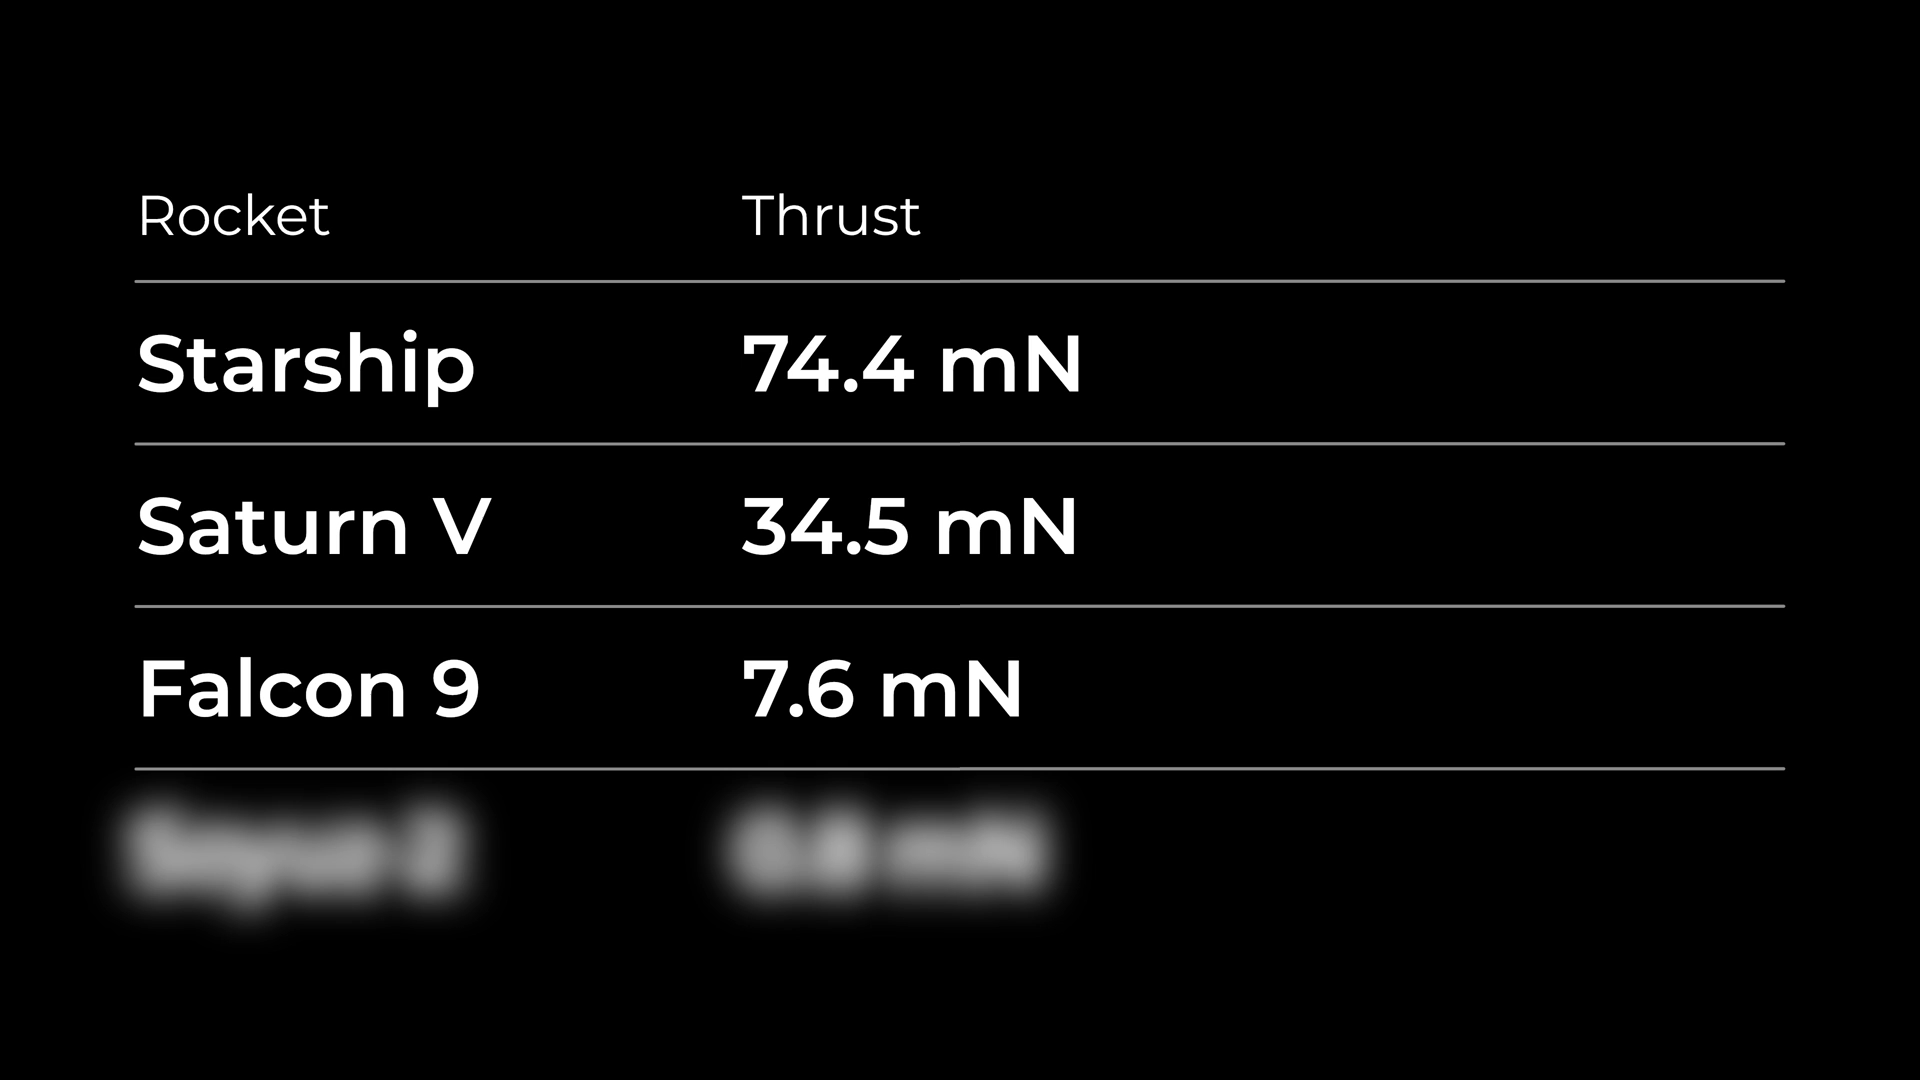 Rocket Thrust
Starship 74.4 mN
Saturn V 34.5 mN
Falcon 9 7.6 mN